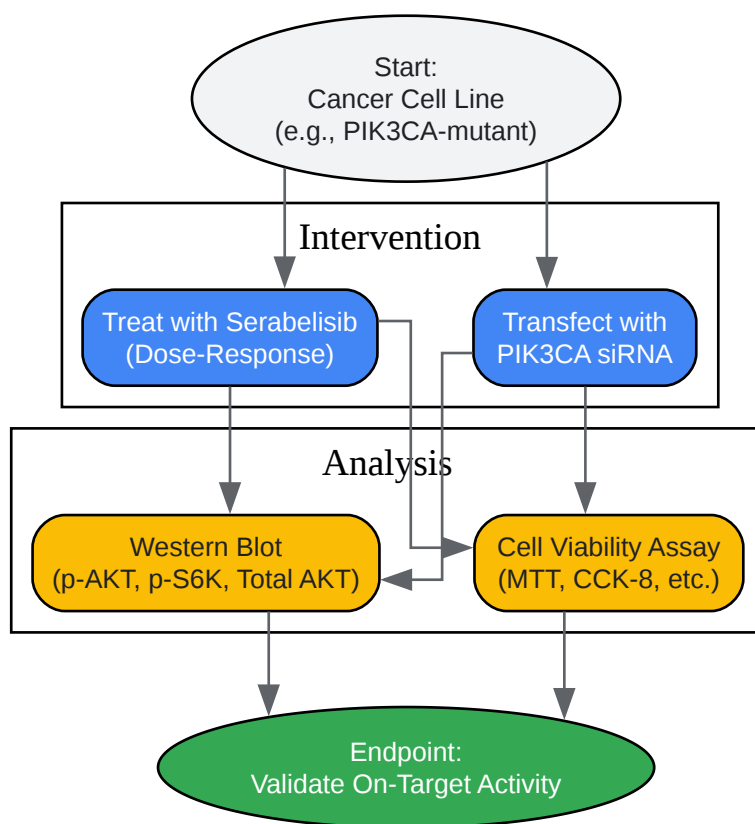 Start:
Cancer Cell Line
(e.g., PIK3CA-mutant)
Intervention
Treat with Serabelisib
(Dose-Response)
Transfect with
PIK3CA siRNA
Analysis
Western Blot
(p-AKT, p-S6K, Total AKT)
Cell Viability Assay
(MTT, CCK-8, etc.)
Endpoint:
Validate On-Target Activity